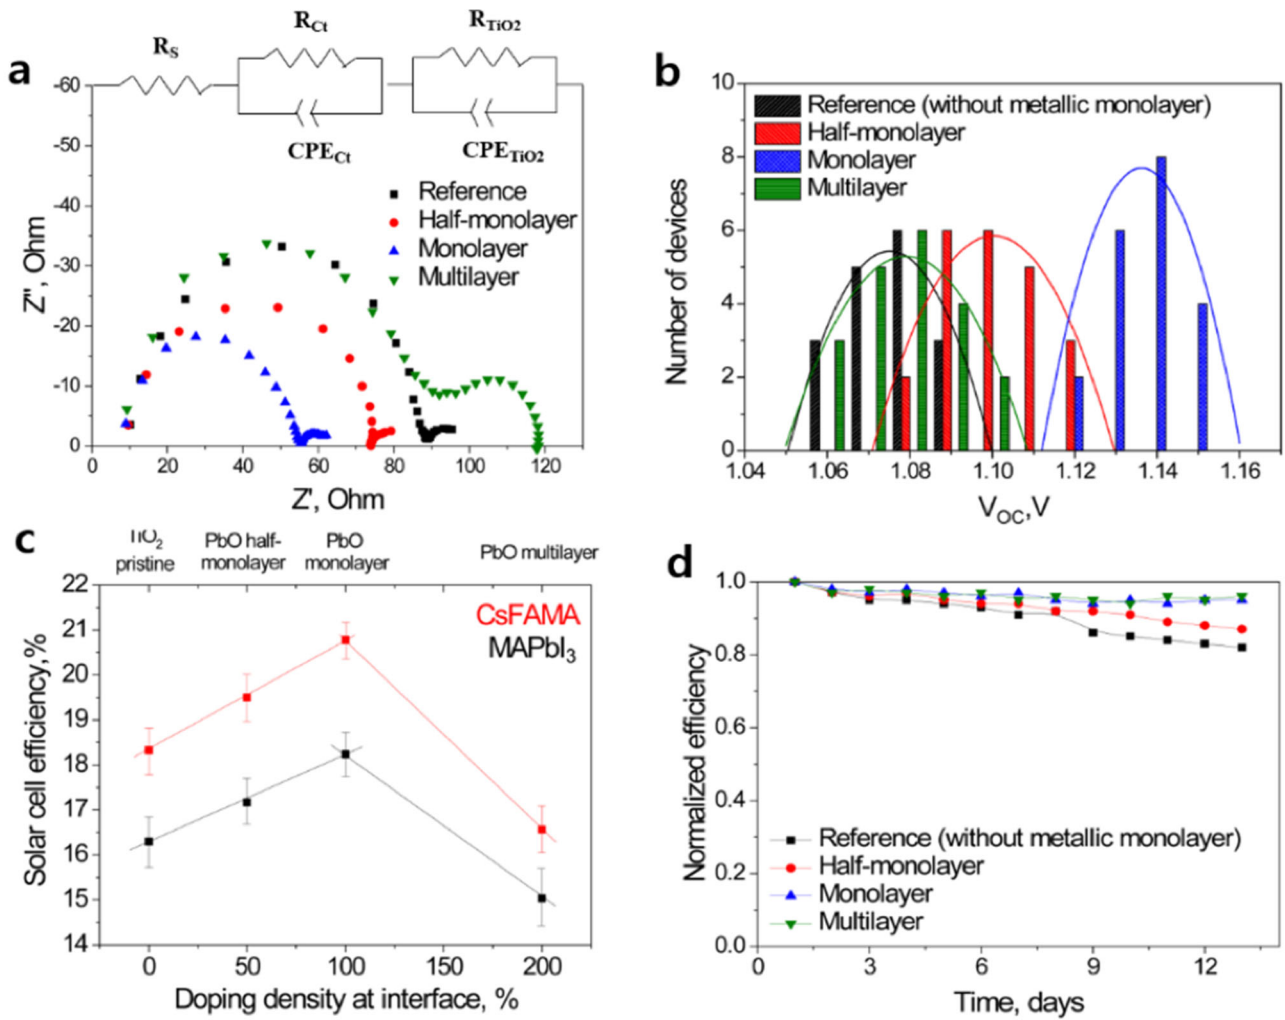 a
R_S
R_Ct
CPE_Ct
R_TiO2
CPE_TiO2
-60
-50
-40
-30
-20
-10
0
Z'', Ohm
Reference
Half-monolayer
Monolayer
Multilayer
0 20 40 60 80 100 120
Z', Ohm
b
10
8
6
4
2
0
Number of devices
Reference (without metallic monolayer)
Half-monolayer
Monolayer
Multilayer
1.04 1.06 1.08 1.10 1.12 1.14 1.16
V_OC,V
c
TiO2 pristine
PbO half-monolayer
PbO monolayer
PbO multilayer
22
21
20
19
18
17
16
15
14
Solar cell efficiency,%
CsFAMA
MAPbI3
0 50 100 150 200
Doping density at interface, %
d
1.0
0.8
0.6
0.4
0.2
0.0
Normalized efficiency
Reference (without metallic monolayer)
Half-monolayer
Monolayer
Multilayer
0 3 6 9 12
Time, days